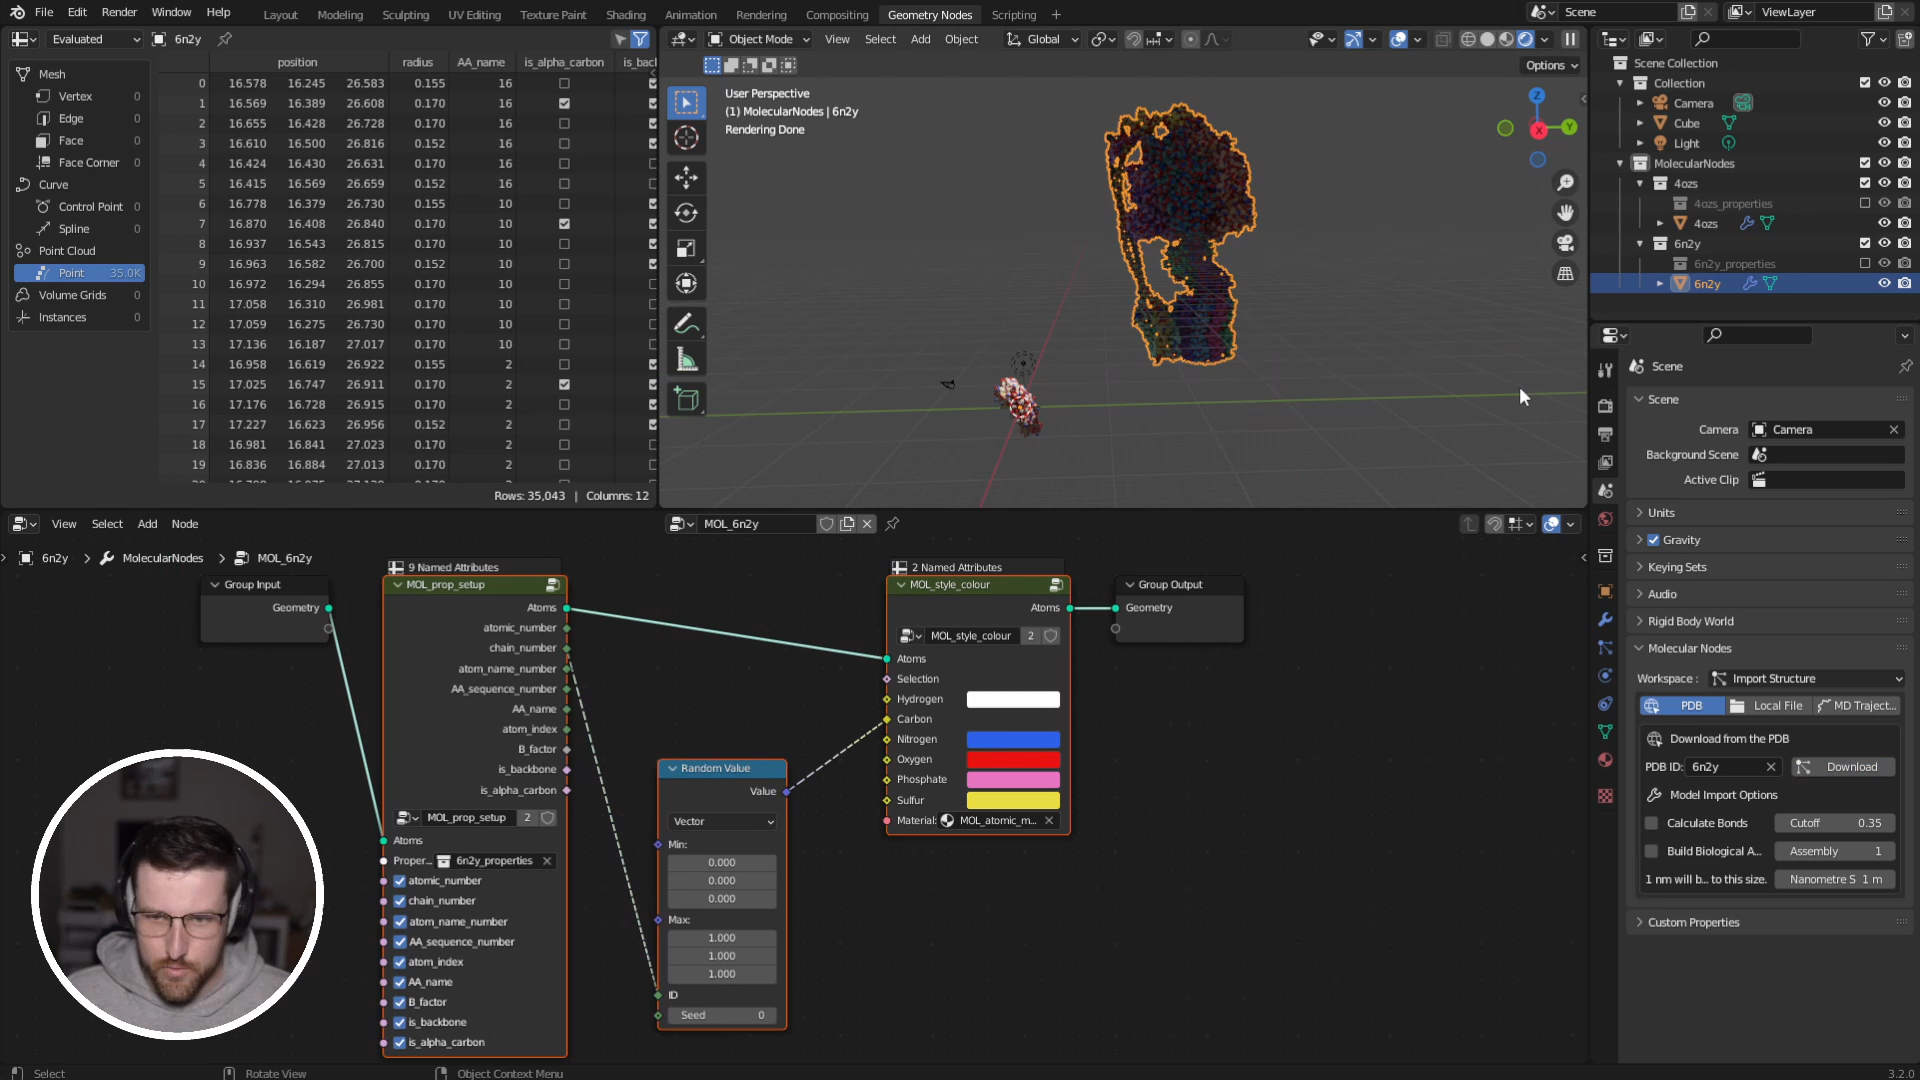 File Edit Render Window Help Layout Modeling Sculpting UV Editing Texture Paint Shading Animation Rendering Compositing Geometry Nodes Scripting + Scene ViewLayer
Evaluated 6n2y
Object Mode View Select Add Object Global
Options
Mesh
Vertex 0
Edge 0
Face 0
Face Corner 0
Curve
Control Point 0
Spline 0
Point Cloud
Point 35.0K
Volume Grids 0
Instances 0
position radius AA_name is_alpha_carbon is_bac
0 16.578 16.245 26.583 0.155 16
1 16.569 16.389 26.608 0.170 16
2 16.655 16.428 26.728 0.170 16
3 16.610 16.500 26.816 0.152 16
4 16.424 16.430 26.631 0.170 16
5 16.415 16.569 26.659 0.152 16
6 16.778 16.379 26.730 0.155 10
7 16.870 16.408 26.840 0.170 10
8 16.937 16.543 26.815 0.170 10
9 16.963 16.582 26.700 0.152 10
10 16.972 16.294 26.855 0.170 10
11 17.058 16.310 26.981 0.170 10
12 17.059 16.275 26.730 0.170 10
13 17.136 16.187 27.017 0.170 10
14 16.958 16.619 26.922 0.155 2
15 17.025 16.747 26.911 0.170 2
16 17.176 16.728 26.915 0.170 2
17 17.227 16.623 26.956 0.152 2
18 16.981 16.841 27.023 0.170 2
19 16.836 16.884 27.013 0.170 2
Rows: 35,043 | Columns: 12
User Perspective
(1) MolecularNodes | 6n2y
Rendering Done
Z
Y
X
Scene Collection
Collection
Camera
Cube
Light
MolecularNodes
4ozs
4ozs_properties
4ozs
6n2y
6n2y_properties
6n2y
Scene
Scene
Camera Camera
Background Scene
Active Clip
Units
Gravity
Keying Sets
Audio
Rigid Body World
Molecular Nodes
Workspace : Import Structure
PDB Local File MD Traject...
Download from the PDB
PDB ID: 6n2y Download
Model Import Options
Calculate Bonds Cutoff 0.35
Build Biological A... Assembly 1
1 nm will b... to this size. Nanometre S 1 m
Custom Properties
View Select Add Node MOL_6n2y
6n2y MolecularNodes MOL_6n2y
Group Input
Geometry
9 Named Attributes
MOL_prop_setup
Atoms
atomic_number
chain_number
atom_name_number
AA_sequence_number
AA_name
atom_index
B_factor
is_backbone
is_alpha_carbon
MOL_prop_setup 2
Atoms
Proper... 6n2y_properties
atomic_number
chain_number
atom_name_number
AA_sequence_number
atom_index
AA_name
B_factor
is_backbone
is_alpha_carbon
Random Value
Value
Vector
Min:
0.000
0.000
0.000
Max:
1.000
1.000
1.000
ID
Seed 0
2 Named Attributes
MOL_style_colour
Atoms
MOL_style_colour 2
Atoms
Selection
Hydrogen
Carbon
Nitrogen
Oxygen
Phosphate
Sulfur
Material: MOL_atomic_m...
Group Output
Geometry
Select Rotate View Object Context Menu 3.2.0